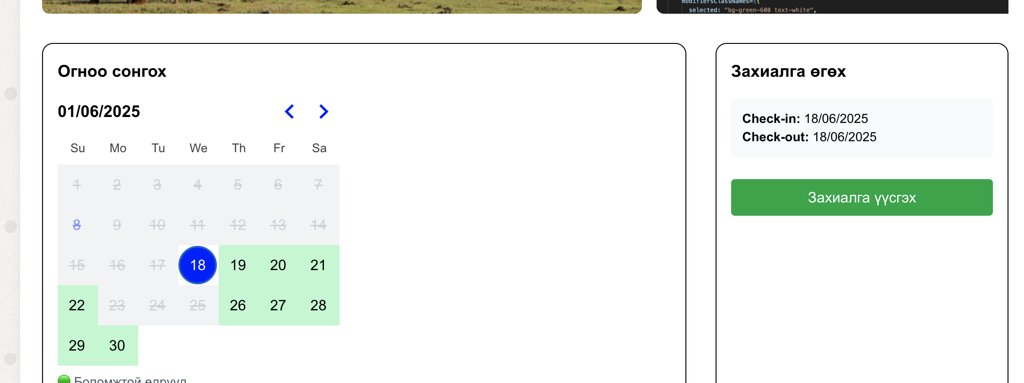 modifiersClassNames={{
selected: "bg-green-600 text-white",
Огноо сонгох
01/06/2025
Su Mo Tu We Th Fr Sa
1 2 3 4 5 6 7
8 9 10 11 12 13 14
15 16 17 18 19 20 21
22 23 24 25 26 27 28
29 30
Захиалга өгөх
Check-in: 18/06/2025
Check-out: 18/06/2025
Захиалга үүсгэх